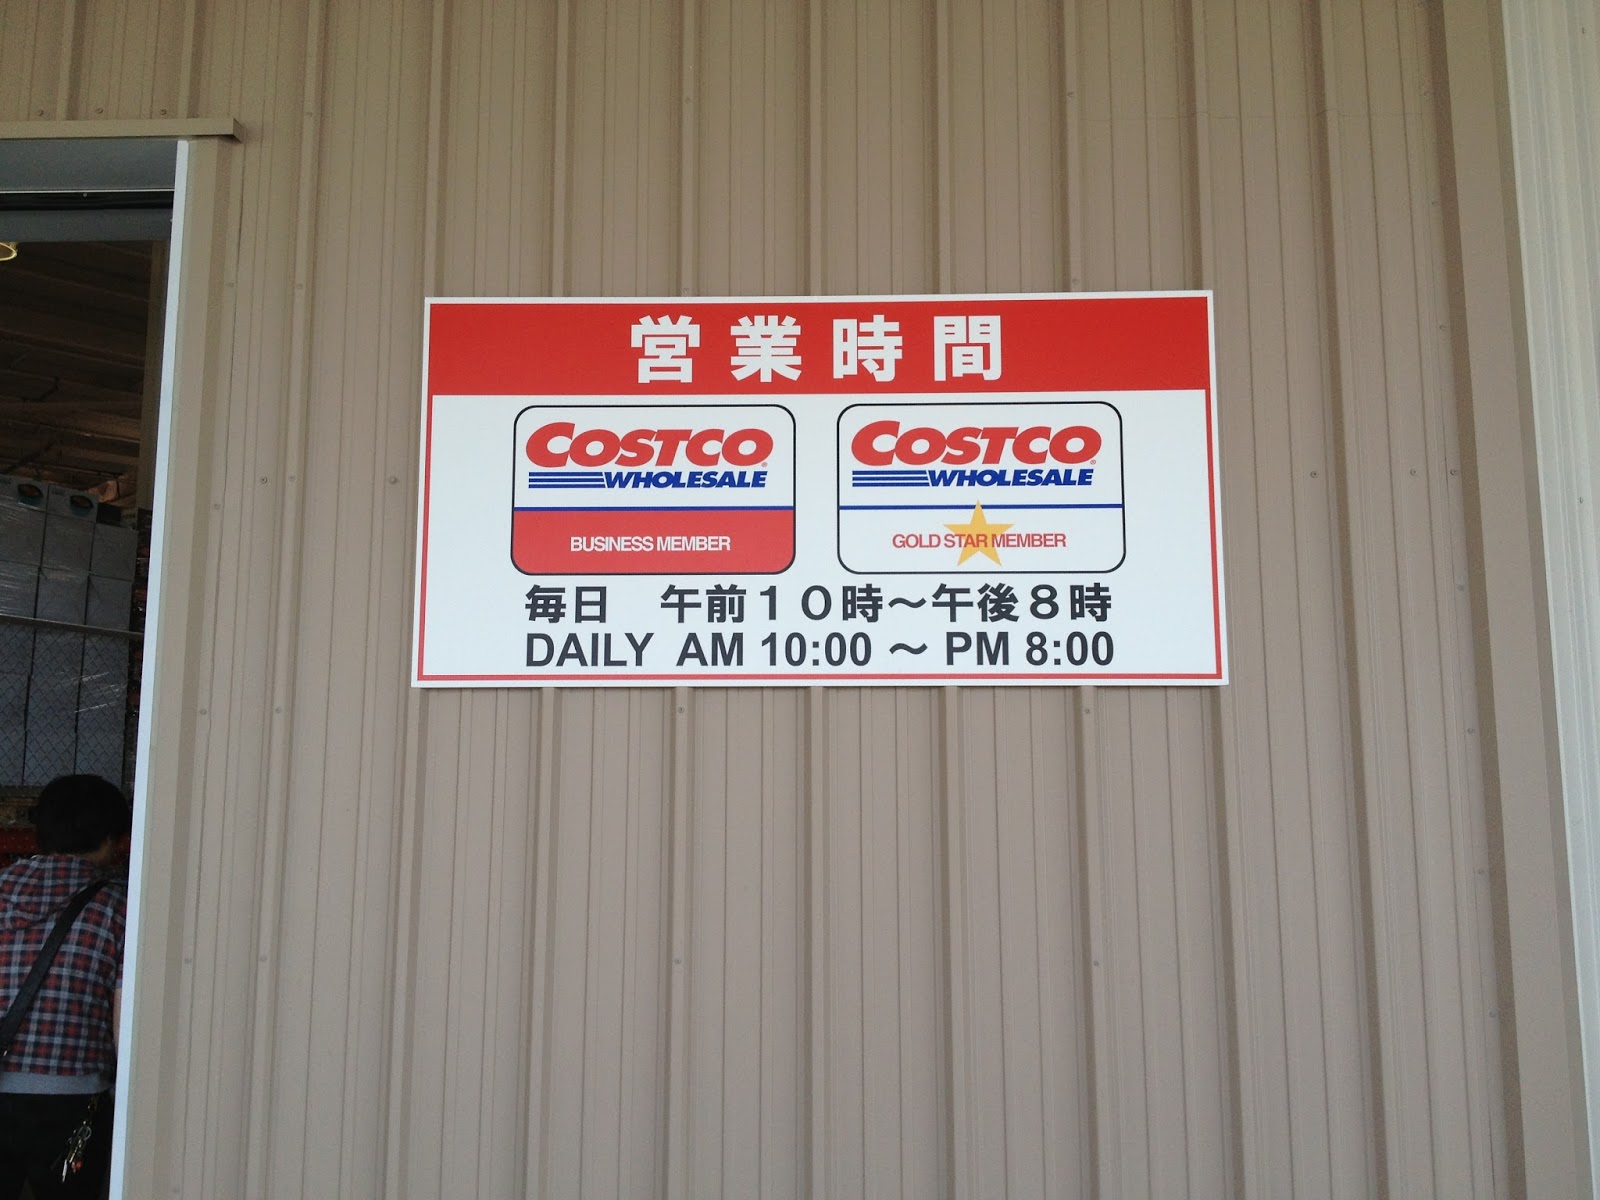 営業時間
COSTCO
WHOLESALE
BUSINESS MEMBER
COSTCO
WHOLESALE
GOLD STAR MEMBER
毎日　午前１０時〜午後８時
DAILY AM 10:00 〜 PM 8:00